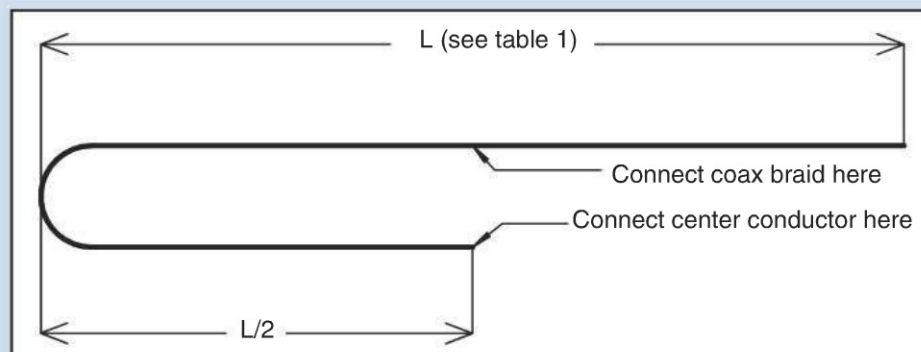 L (see table 1)
Connect coax braid here
Connect center conductor here
L/2